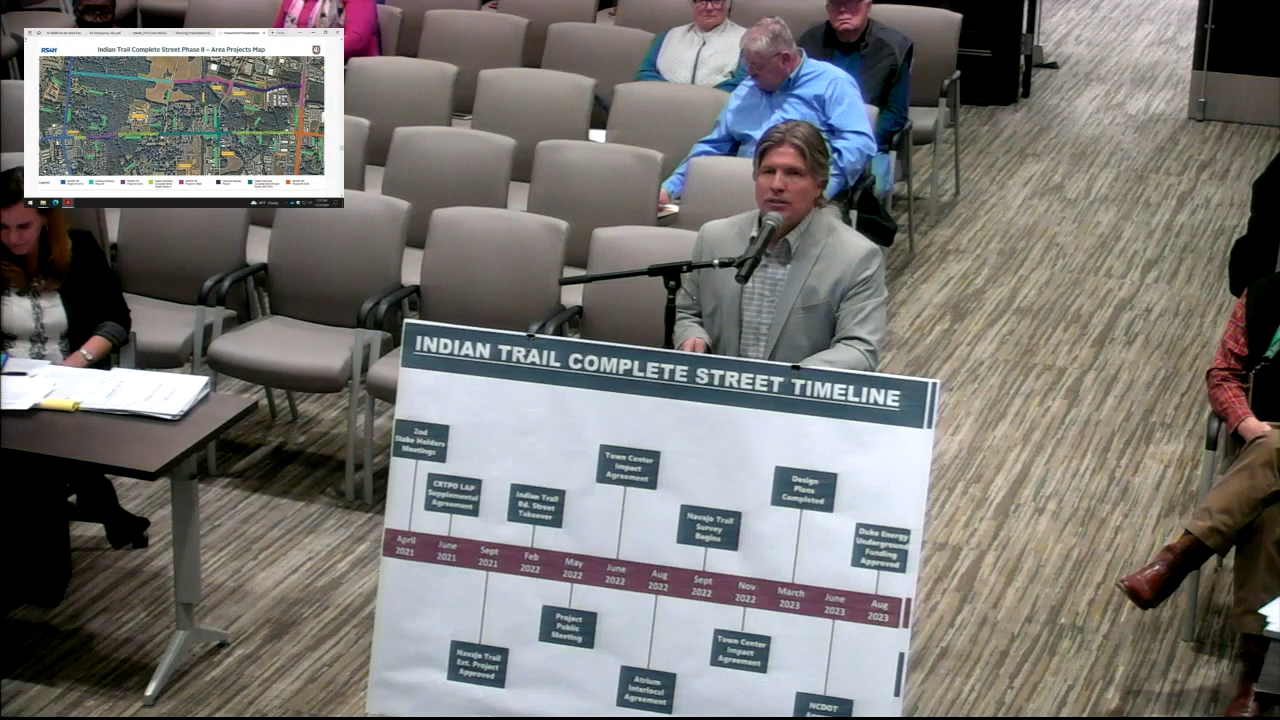 RS&H
Indian Trail Complete Street Phase II – Area Projects Map
INDIAN TRAIL COMPLETE STREET TIMELINE
2nd
Stake Holders
Meetings
CRTPO LAP
Supplemental
Agreement
Indian Trail
Rd. Street
Takeover
Town Center
Impact
Agreement
Navajo Trail
Survey
Begins
Design
Plans
Completed
Duke Energy
Underground
Funding
Approved
April
2021
June
2021
Sept
2021
Feb
2022
May
2022
June
2022
Aug
2022
Sept
2022
Nov
2022
March
2023
June
2023
Aug
2023
Navajo Trail
Ext. Project
Approved
Project
Public
Meeting
Atrium
Interlocal
Agreement
Town Center
Impact
Agreement
NCDOT